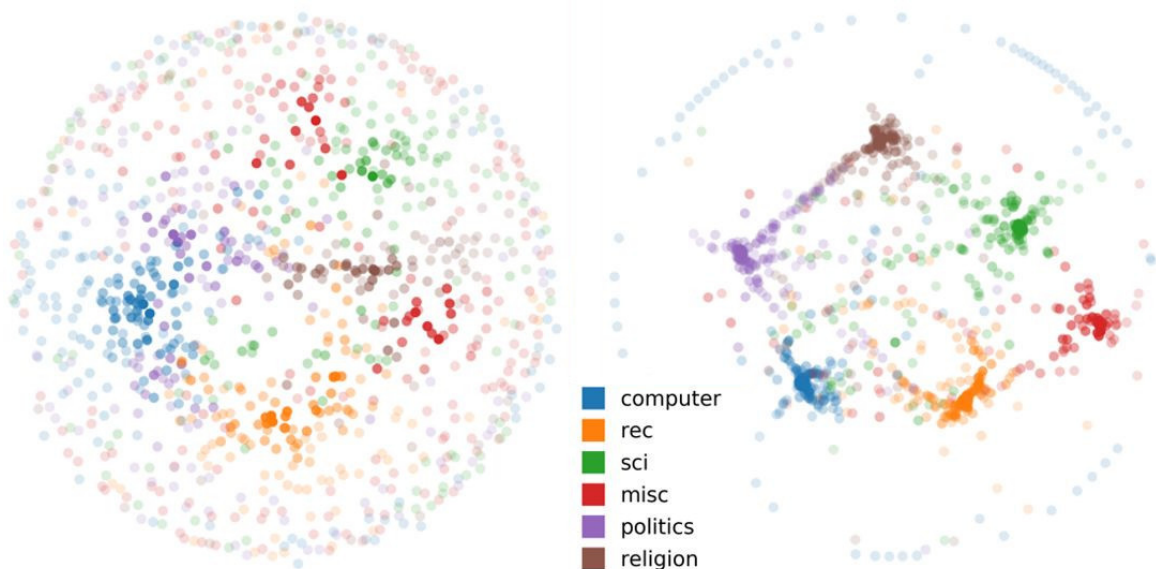 computer
rec
sci
misc
politics
religion